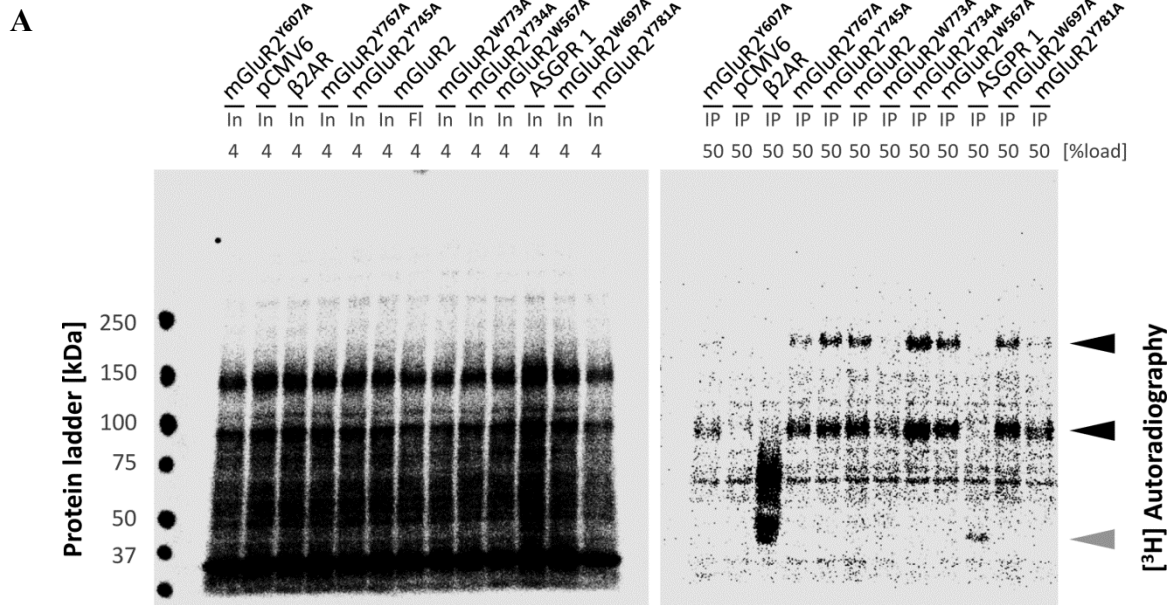 A
mGluR2Y607A pCMV6 β2AR mGluR2Y767A mGluR2Y745A mGluR2 mGluR2W773A mGluR2Y734A mGluR2W567A ASGPR 1 mGluR2W697A mGluR2Y781A
In In In In In In Fl In In In In In In
4 4 4 4 4 4 4 4 4 4 4 4 4
mGluR2Y607A pCMV6 β2AR mGluR2Y767A mGluR2Y745A mGluR2 mGluR2W773A mGluR2Y734A mGluR2W567A ASGPR 1 mGluR2W697A mGluR2Y781A
IP IP IP IP IP IP IP IP IP IP IP IP
50 50 50 50 50 50 50 50 50 50 50 50 [%load]
Protein ladder [kDa]
250
150
100
75
50
37
[³H] Autoradiography